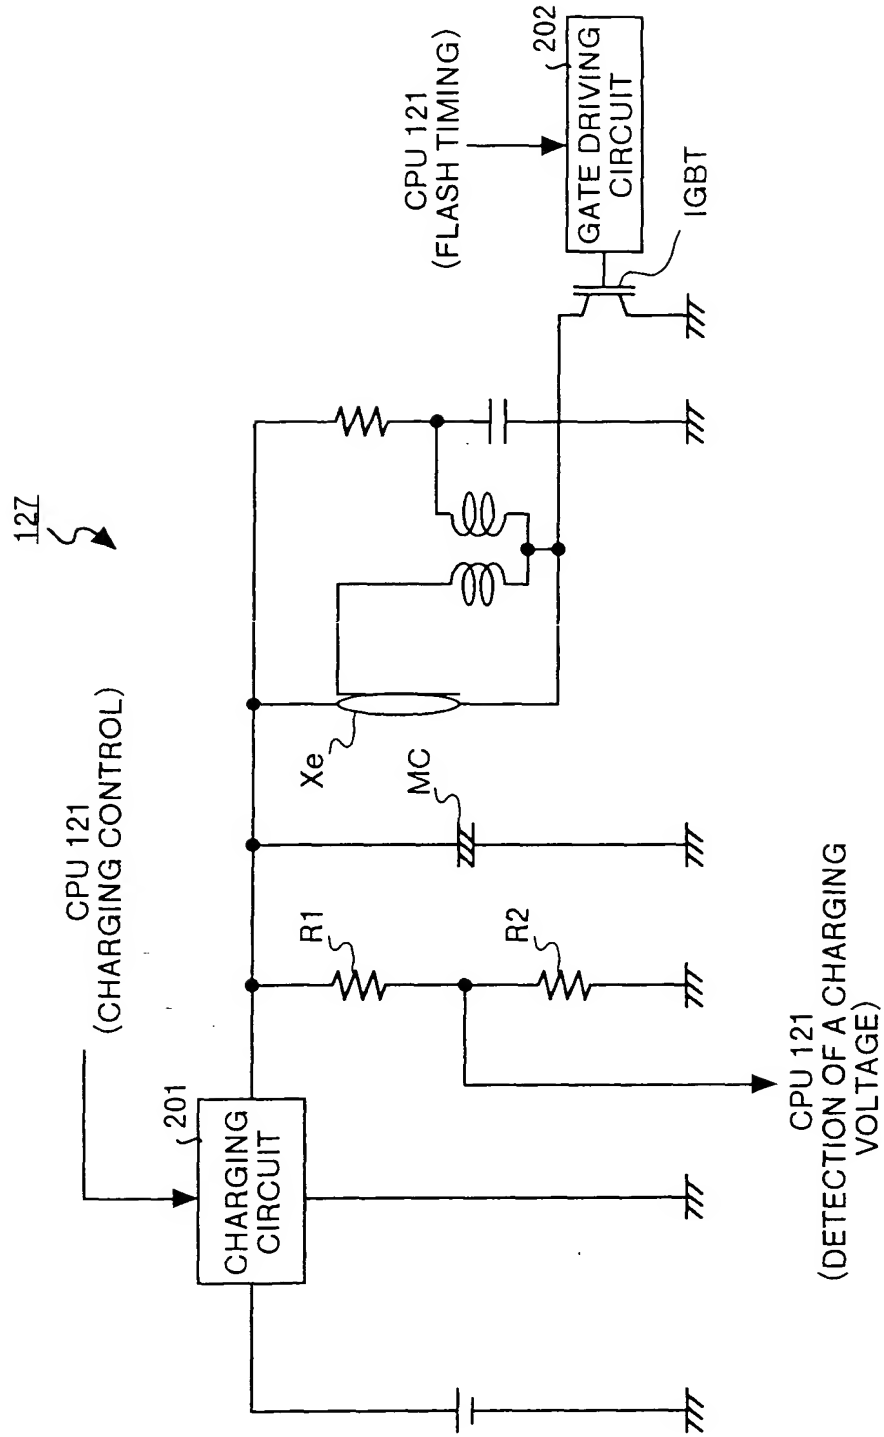 127
CPU 121
(CHARGING CONTROL)
201
CHARGING
CIRCUIT
R1
R2
CPU 121
(DETECTION OF A CHARGING
VOLTAGE)
MC
Xe
CPU 121
(FLASH TIMING)
202
GATE DRIVING
CIRCUIT
IGBT